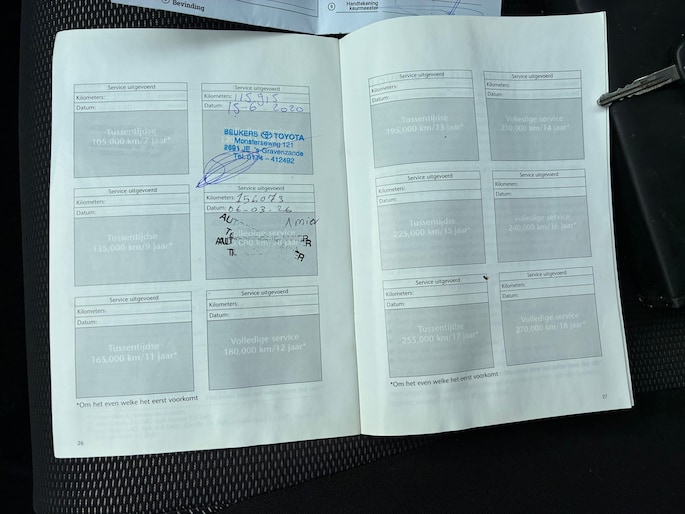 Bevinding
Handtekening
keurmeester
Service uitgevoerd
Kilometers:
Datum:
Tussentijdse
105.000 km/7 jaar*
Service uitgevoerd
Kilometers:
Datum: 15-6 2020
BEUKERS TOYOTA
Monsterseweg 121
2691 JE 's-Gravenzande
Tel. 0174 - 412492
Service uitgevoerd
Kilometers:
Datum:
Tussentijdse
135.000 km/9 jaar*
Service uitgevoerd
Kilometers: 156073
Datum: 06-03-26
Volledige service
Service uitgevoerd
Kilometers:
Datum:
Tussentijdse
165.000 km/11 jaar*
Service uitgevoerd
Kilometers:
Datum:
Volledige service
180.000 km/12 jaar*
*Om het even welke het eerst voorkomt
26
Service uitgevoerd
Kilometers:
Datum:
Tussentijdse
195.000 km/13 jaar*
Service uitgevoerd
Kilometers:
Datum:
Volledige service
210.000 km/14 jaar*
Service uitgevoerd
Kilometers:
Datum:
Tussentijdse
225.000 km/15 jaar*
Service uitgevoerd
Kilometers:
Datum:
Volledige service
240.000 km/16 jaar*
Service uitgevoerd
Kilometers:
Datum:
Tussentijdse
255.000 km/17 jaar*
Service uitgevoerd
Kilometers:
Datum:
Volledige service
270.000 km/18 jaar*
*Om het even welke het eerst voorkomt
27